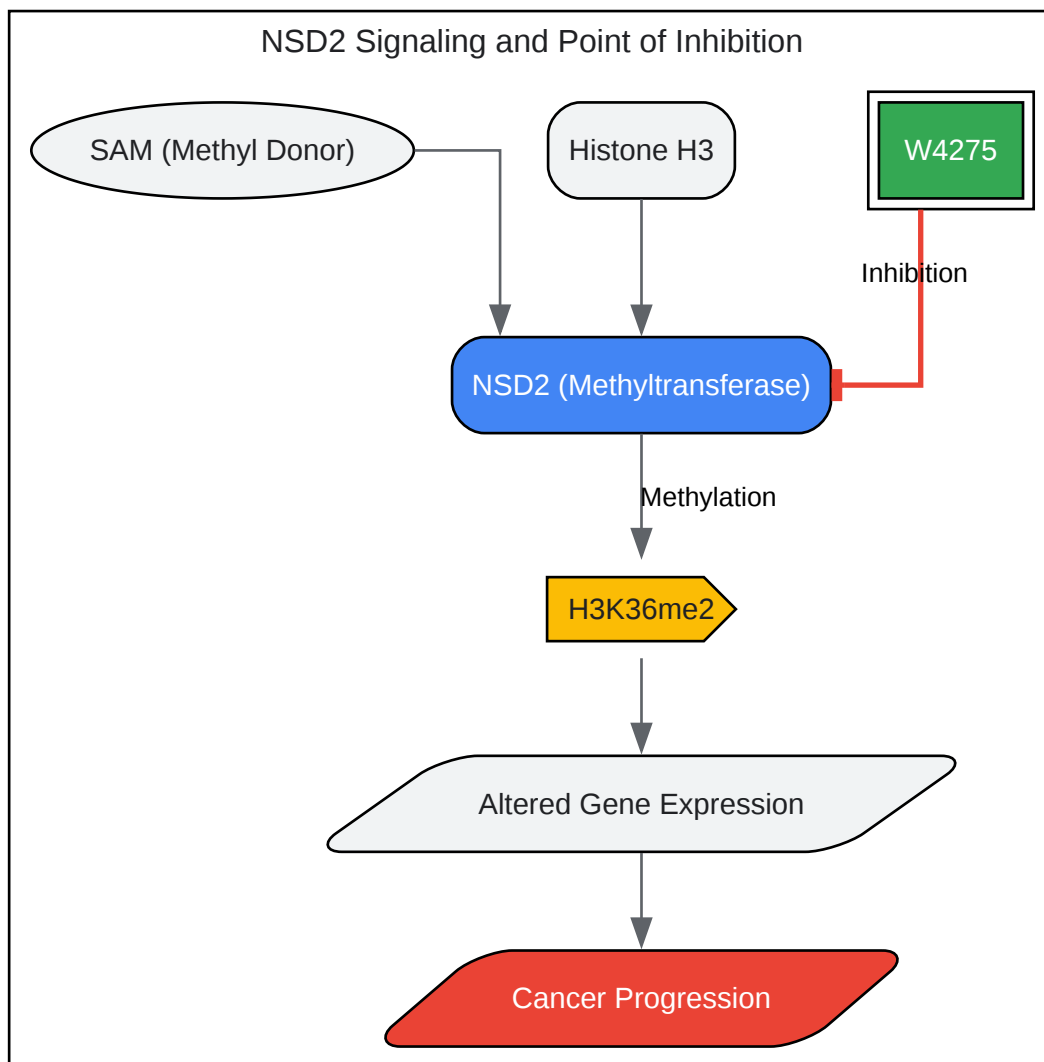 NSD2 Signaling and Point of Inhibition
SAM (Methyl Donor)
Histone H3
W4275
Inhibition
NSD2 (Methyltransferase)
Methylation
H3K36me2
Altered Gene Expression
Cancer Progression